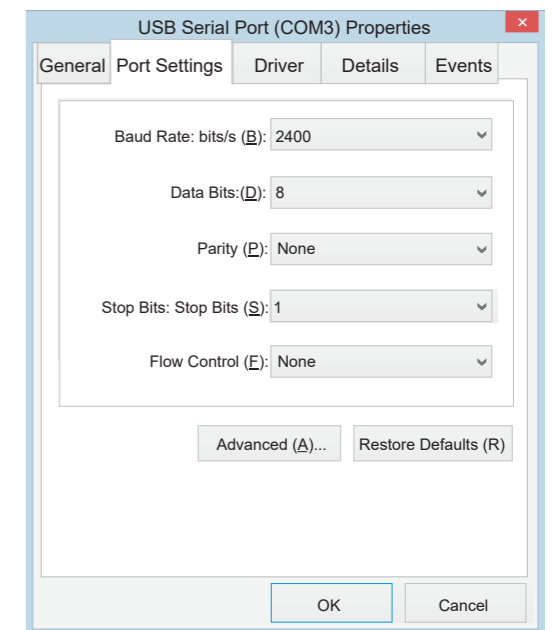 USB Serial Port (COM3) Properties
×
General Port Settings Driver Details Events
Baud Rate: bits/s (B): 2400
Data Bits:(D): 8
Parity (P): None
Stop Bits: Stop Bits (S): 1
Flow Control (F): None
Advanced (A)... Restore Defaults (R)
OK Cancel